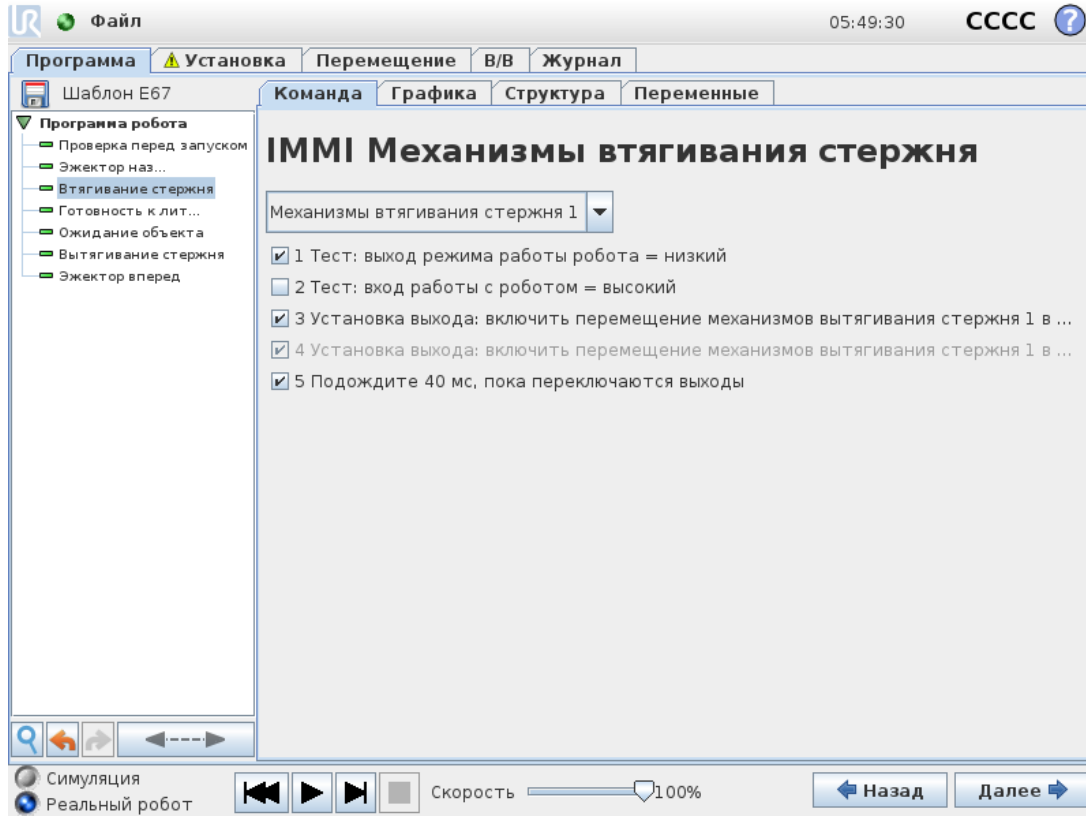 UR Файл 05:49:30 CCCC ?
Программа Установка Перемещение В/В Журнал
Шаблон E67 Команда Графика Структура Переменные
Программа робота
Проверка перед запуском
Эжектор наз...
Втягивание стержня
Готовность к лит...
Ожидание объекта
Вытягивание стержня
Эжектор вперед
IMMI Механизмы втягивания стержня
Механизмы втягивания стержня 1
1 Тест: выход режима работы робота = низкий
2 Тест: вход работы с роботом = высокий
3 Установка выхода: включить перемещение механизмов вытягивания стержня 1 в ...
4 Установка выхода: включить перемещение механизмов вытягивания стержня 1 в ...
5 Подождите 40 мс, пока переключаются выходы
Симуляция
Реальный робот
Скорость 100%
Назад Далее